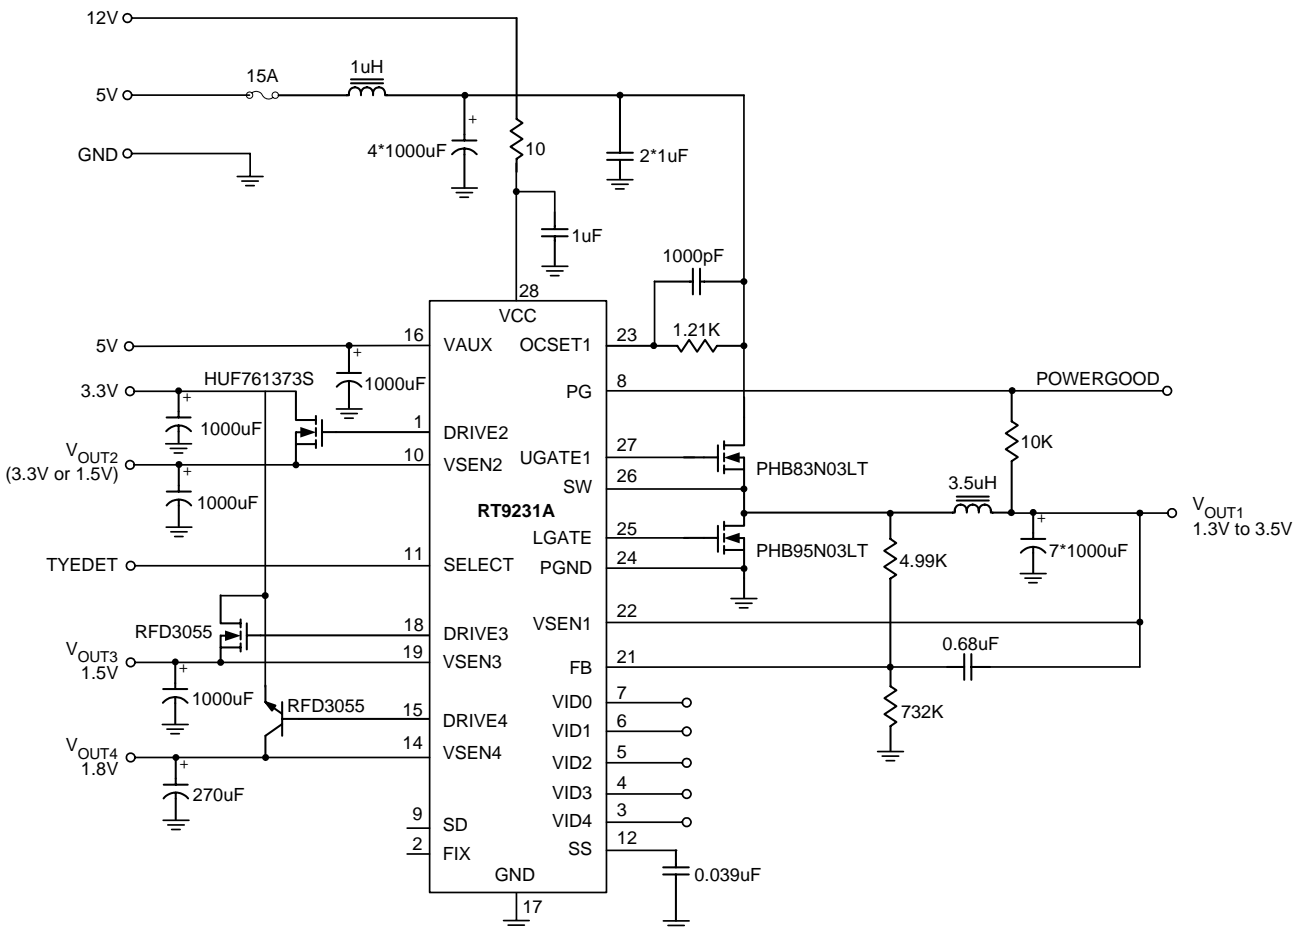 12V
5V
15A
1uH
GND
4*1000uF
+
10
2*1uF
1uF
1000pF
28
VCC
5V
16
VAUX
OCSET1
23
1.21K
+
1000uF
3.3V
HUF761373S
PG
8
POWERGOOD
+
1000uF
1
DRIVE2
10K
UGATE1
27
PHB83N03LT
VOUT2
(3.3V or 1.5V)
10
VSEN2
SW
26
3.5uH
+
1000uF
RT9231A
VOUT1
1.3V to 3.5V
LGATE
25
PHB95N03LT
4.99K
+
7*1000uF
TYEDET
11
SELECT
PGND
24
VSEN1
22
RFD3055
18
DRIVE3
0.68uF
VOUT3
1.5V
19
VSEN3
FB
21
+
1000uF
VID0
7
RFD3055
15
DRIVE4
VID1
6
732K
VOUT4
1.8V
14
VSEN4
VID2
5
+
270uF
VID3
4
VID4
3
9
SD
SS
12
2
FIX
GND
0.039uF
17